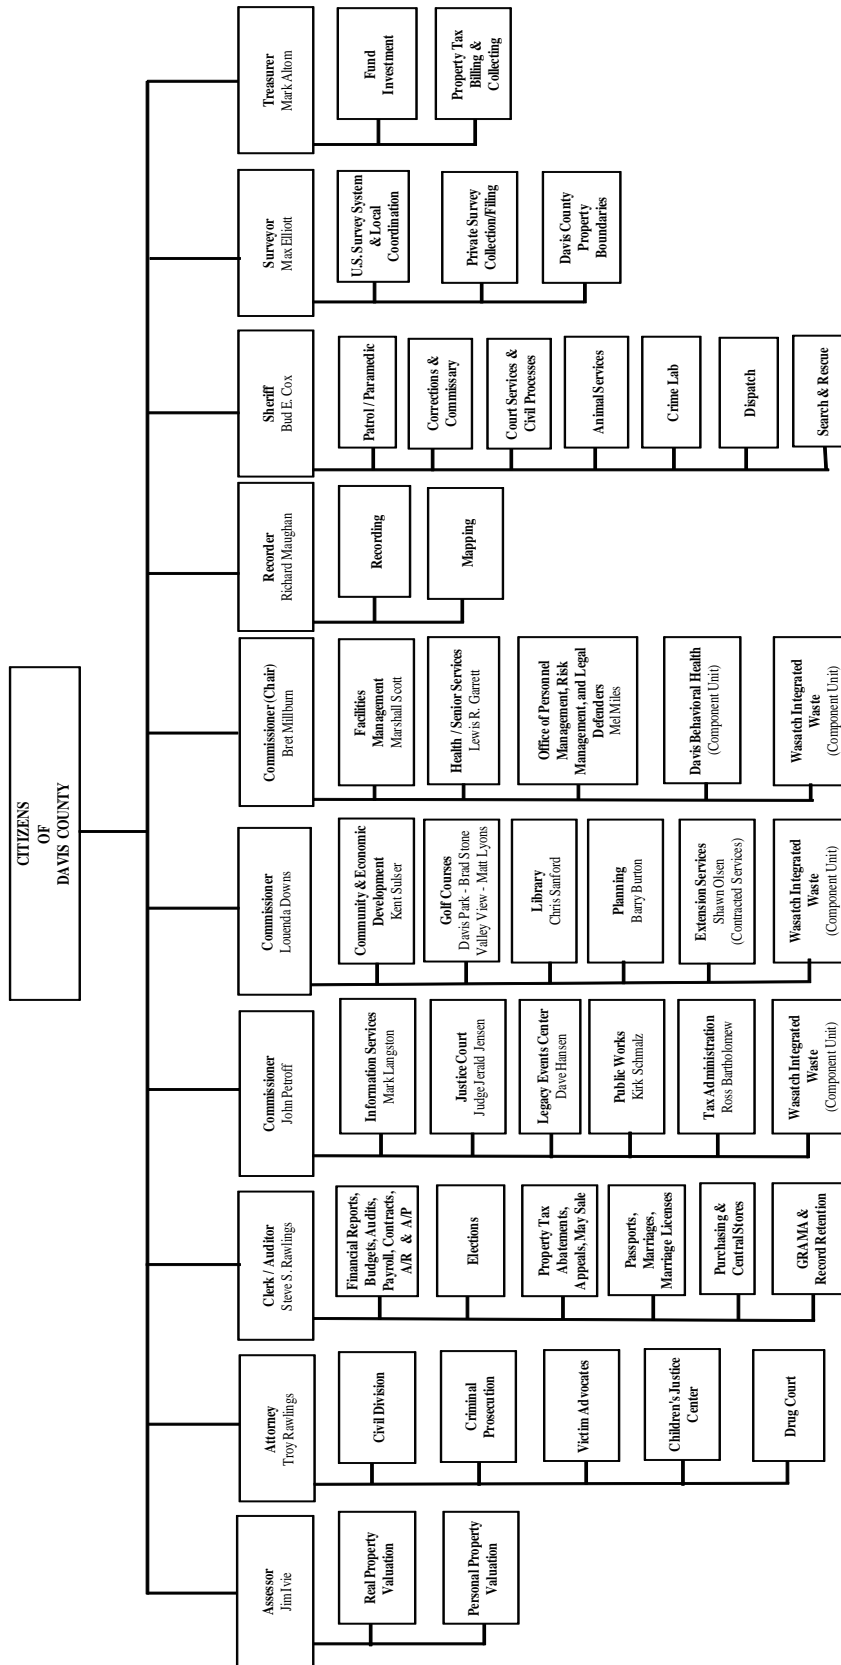 CITIZENS
OF
DAVIS COUNTY
Assessor
Jim Ivie
Real Property
Valuation
Personal Property
Valuation
Attorney
Troy Rawlings
Civil Division
Criminal
Prosecution
Victim Advocates
Children's Justice
Center
Drug Court
Clerk / Auditor
Steve S. Rawlings
Financial Reports,
Budgets, Audits,
Payroll, Contracts,
A/R & A/P
Elections
Property Tax
Abatements,
Appeals, May Sale
Passports,
Marriages,
Marriage Licenses
Purchasing &
Central Stores
GRAMA &
Record Retention
Commissioner
John Petroff
Information Services
Mark Langston
Justice Court
Judge Jerald Jensen
Legacy Events Center
Dave Hansen
Public Works
Kirk Schmalz
Tax Administration
Ross Bartholomew
Wasatch Integrated
Waste
(Component Unit)
Commissioner
Louenda Downs
Community & Economic
Development
Kent Sulser
Golf Courses
Davis Park - Brad Stone
Valley View - Matt Lyons
Library
Chris Sanford
Planning
Barry Burton
Extension Services
Shawn Olsen
(Contracted Services)
Wasatch Integrated
Waste
(Component Unit)
Commissioner (Chair)
Bret Millburn
Facilities
Management
Marshall Scott
Health / Senior Services
Lewis R. Garrett
Office of Personnel
Management, Risk
Management, and Legal
Defenders
Mel Miles
Davis Behavioral Health
(Component Unit)
Wasatch Integrated
Waste
(Component Unit)
Recorder
Richard Maughan
Recording
Mapping
Sheriff
Bud E. Cox
Patrol / Paramedic
Corrections &
Commissary
Court Services &
Civil Processes
Animal Services
Crime Lab
Dispatch
Search & Rescue
Surveyor
Max Elliott
U.S. Survey System
& Local
Coordination
Private Survey
Collection/Filing
Davis County
Property
Boundaries
Treasurer
Mark Altom
Fund
Investment
Property Tax
Billing &
Collecting